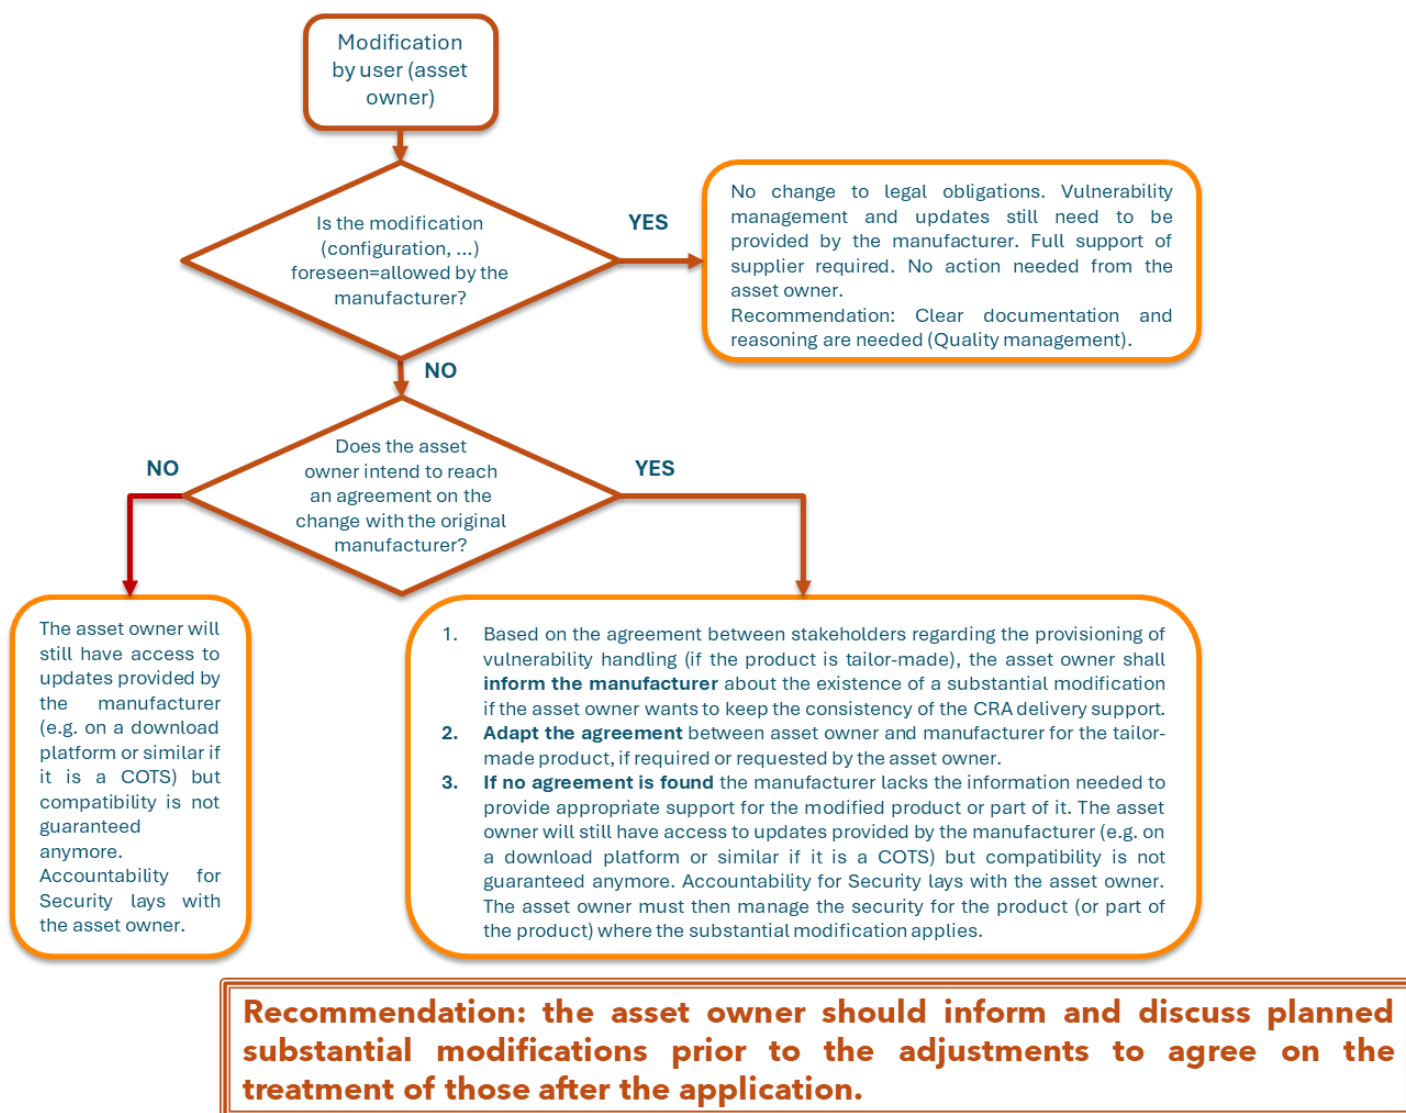 Modification
by user (asset
owner)
Is the modification
(configuration, ...)
foreseen=allowed by the
manufacturer?
YES
No change to legal obligations. Vulnerability
management and updates still need to be
provided by the manufacturer. Full support of
supplier required. No action needed from the
asset owner.
Recommendation: Clear documentation and
reasoning are needed (Quality management).
NO
Does the asset
owner intend to reach
an agreement on the
change with the original
manufacturer?
NO
YES
The asset owner will
still have access to
updates provided by
the manufacturer
(e.g. on a download
platform or similar if
it is a COTS) but
compatibility is not
guaranteed
anymore.
Accountability for
Security lays with
the asset owner.
1. Based on the agreement between stakeholders regarding the provisioning of
vulnerability handling (if the product is tailor-made), the asset owner shall
inform the manufacturer about the existence of a substantial modification
if the asset owner wants to keep the consistency of the CRA delivery support.
2. Adapt the agreement between asset owner and manufacturer for the tailor-
made product, if required or requested by the asset owner.
3. If no agreement is found the manufacturer lacks the information needed to
provide appropriate support for the modified product or part of it. The asset
owner will still have access to updates provided by the manufacturer (e.g. on
a download platform or similar if it is a COTS) but compatibility is not
guaranteed anymore. Accountability for Security lays with the asset owner.
The asset owner must then manage the security for the product (or part of
the product) where the substantial modification applies.
Recommendation: the asset owner should inform and discuss planned
substantial modifications prior to the adjustments to agree on the
treatment of those after the application.